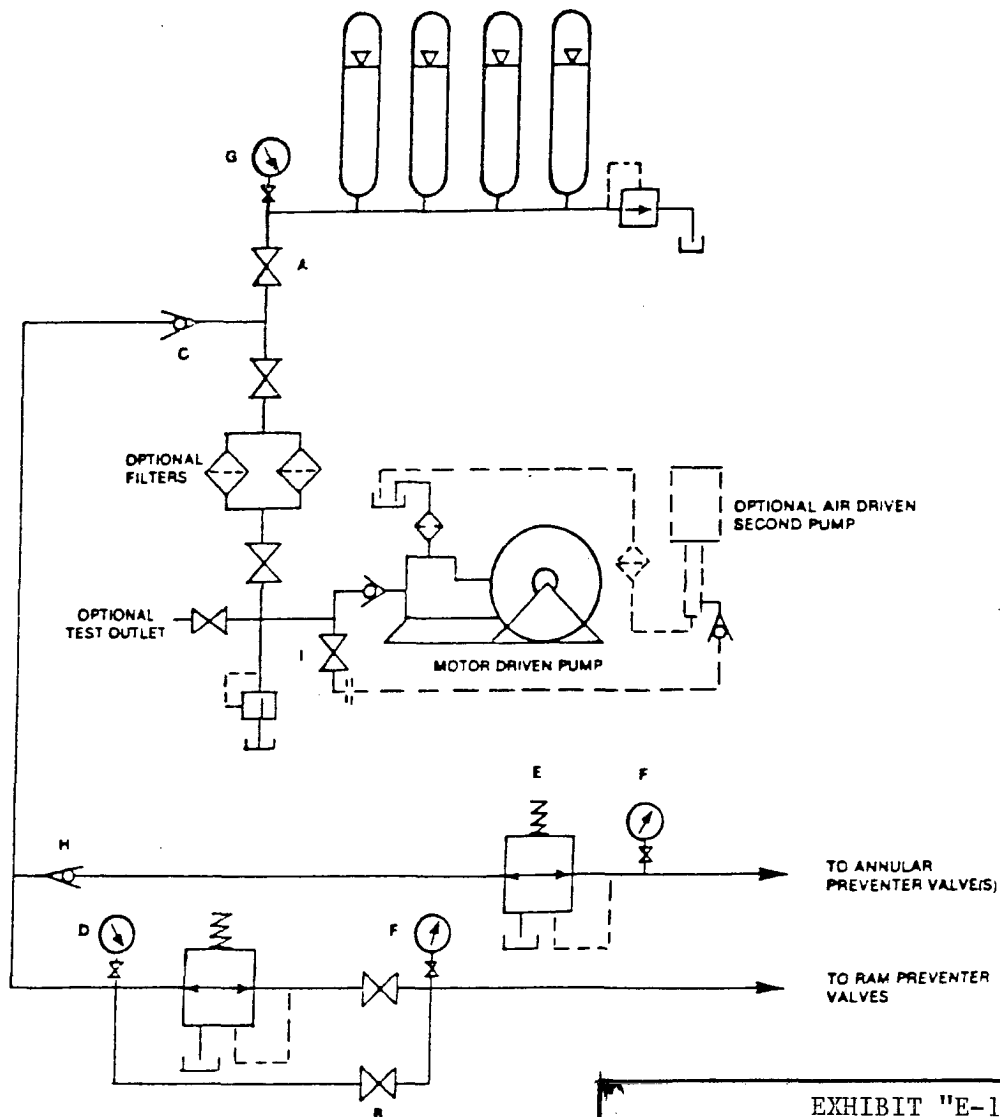 G
A
C
OPTIONAL
FILTERS
OPTIONAL AIR DRIVEN
SECOND PUMP
OPTIONAL
TEST OUTLET
I
MOTOR DRIVEN PUMP
E
F
H
TO ANNULAR
PREVENTER VALVE(S)
D
F
TO RAM PREVENTER
VALVES
B
EXHIBIT "E-1